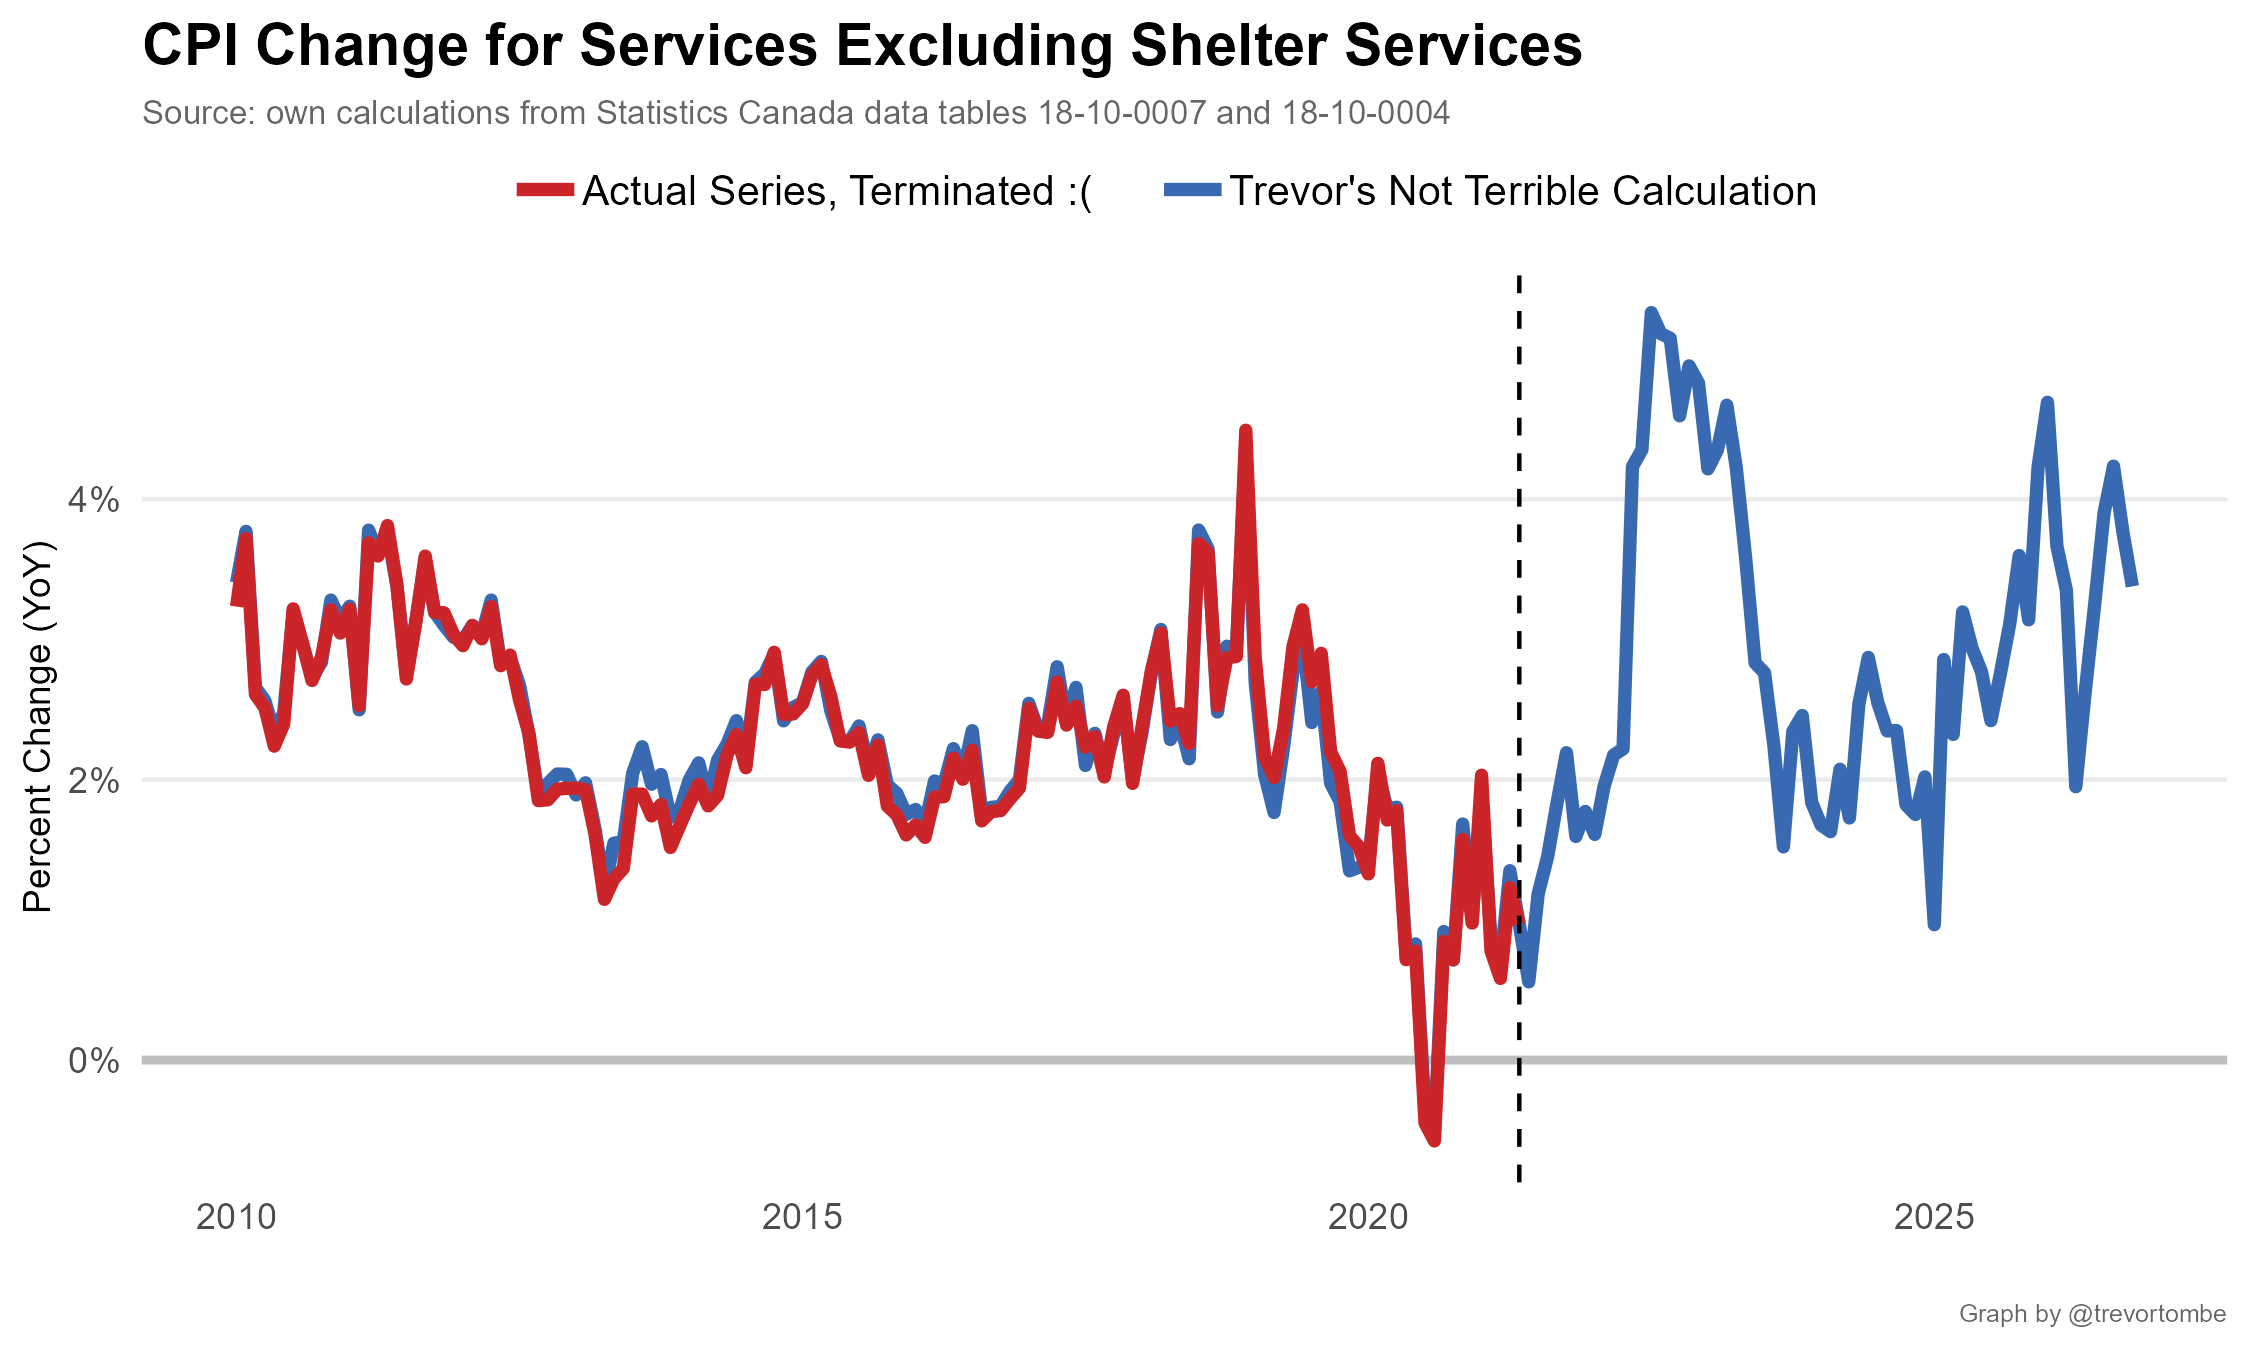 CPI Change for Services Excluding Shelter Services
Source: own calculations from Statistics Canada data tables 18-10-0007 and 18-10-0004
Actual Series, Terminated :(
Trevor's Not Terrible Calculation
Percent Change (YoY)
4%
2%
0%
2010
2015
2020
2025
Graph by @trevortombe